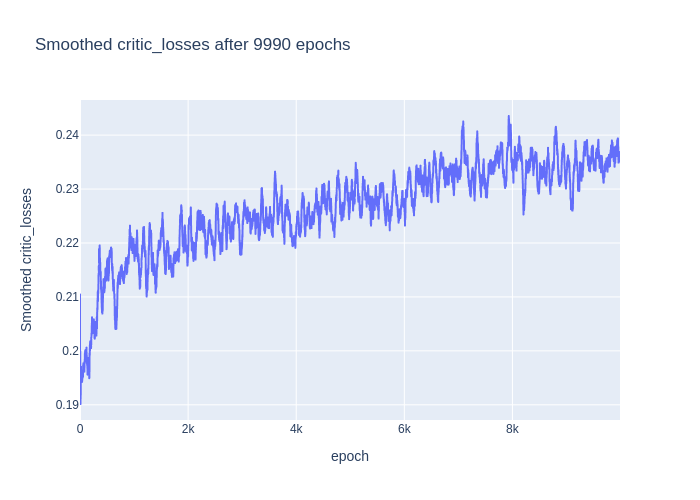 Smoothed critic_losses after 9990 epochs
0.24
0.23
0.22
0.21
0.2
0.19
Smoothed critic_losses
0
2k
4k
6k
8k
epoch